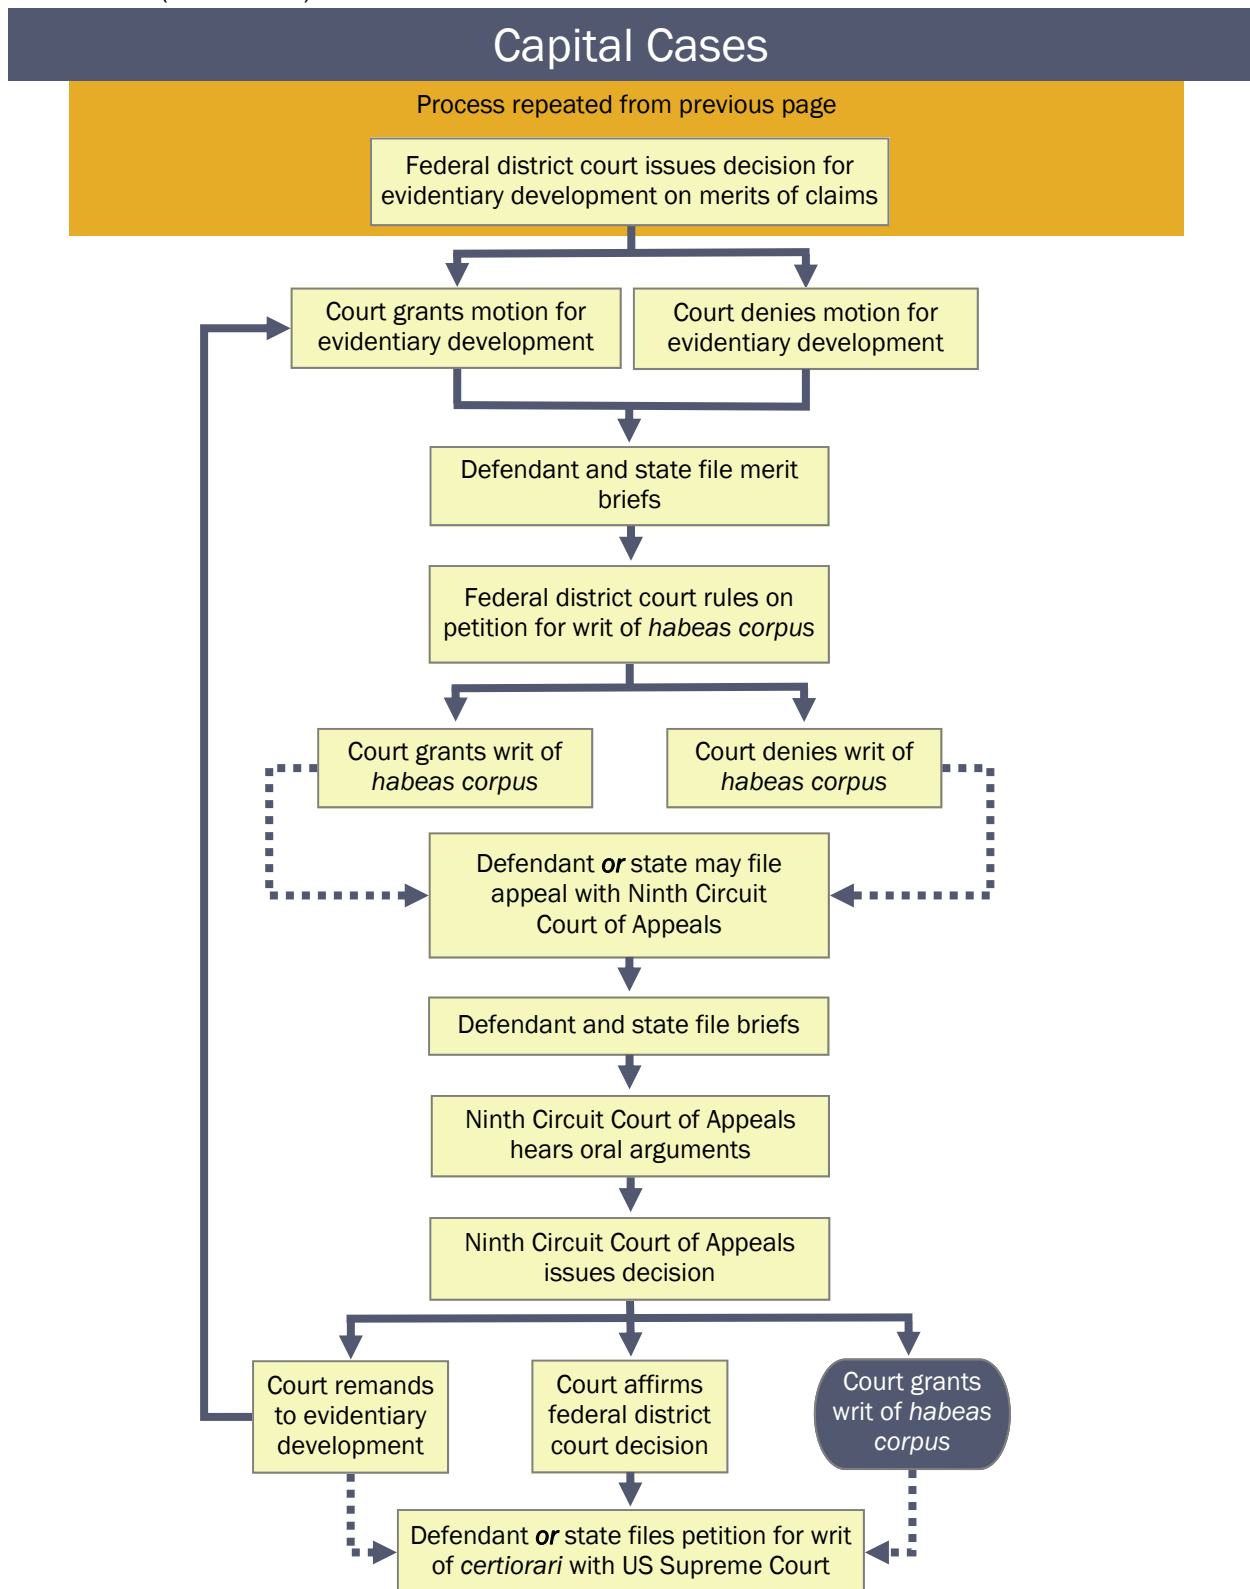 Capital Cases
Process repeated from previous page
Federal district court issues decision for
evidentiary development on merits of claims
Court grants motion for
evidentiary development
Court denies motion for
evidentiary development
Defendant and state file merit
briefs
Federal district court rules on
petition for writ of habeas corpus
Court grants writ of
habeas corpus
Court denies writ of
habeas corpus
Defendant or state may file
appeal with Ninth Circuit
Court of Appeals
Defendant and state file briefs
Ninth Circuit Court of Appeals
hears oral arguments
Ninth Circuit Court of Appeals
issues decision
Court remands
to evidentiary
development
Court affirms
federal district
court decision
Court grants
writ of habeas
corpus
Defendant or state files petition for writ
of certiorari with US Supreme Court